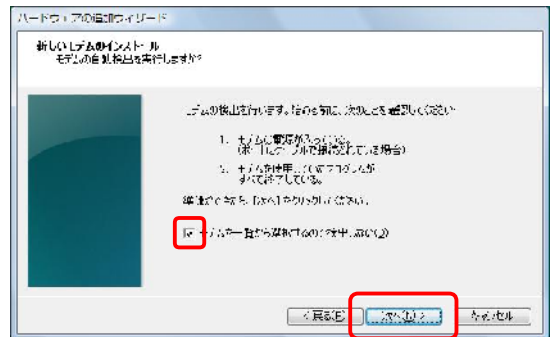 ハードウェアの追加ウィザード
新しいモデムのインストール
モデムの自動検出を実行しますか?
モデムの検出を行います。始める前に、次のことを確認してください:
1. モデムに電源が入っている。
(ポートにケーブルで接続されている場合)
2. モデムを使用しているプログラムが
すべて終了している。
準備ができたら、[次へ]をクリックしてください。
モデムを一覧から選択するので検出しない(D)
< 戻る(B)
次へ(N) >
キャンセル